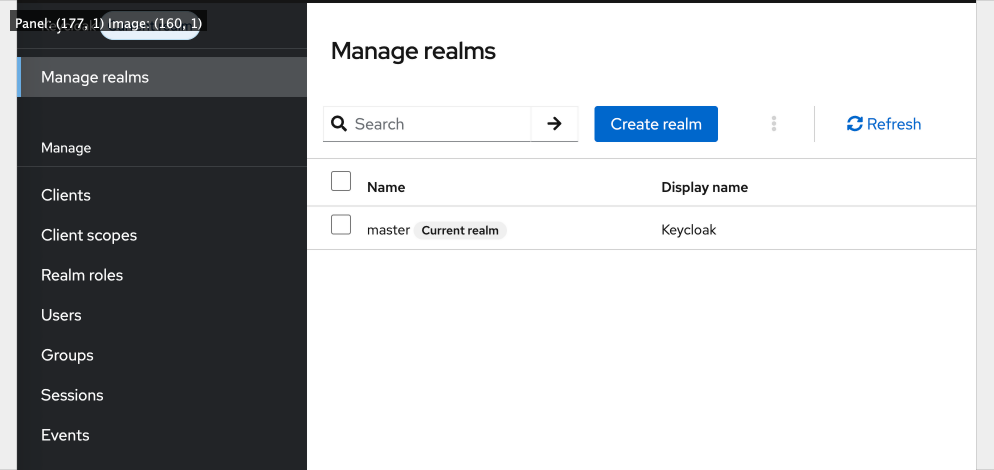 Panel: (177, 1) Image: (160, 1)
Manage realms
Manage
Clients
Client scopes
Realm roles
Users
Groups
Sessions
Events
Manage realms
Search
Create realm
Refresh
Name Display name
master Current realm Keycloak